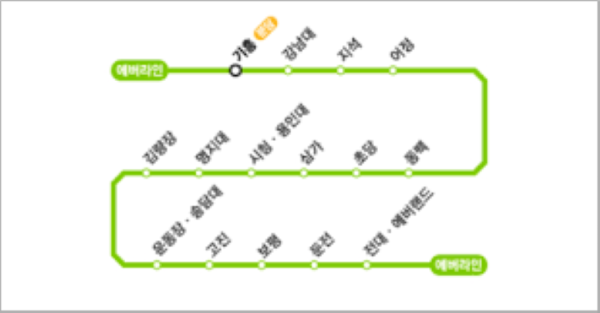 에버라인
기흥
분당
강남대
지석
어정
김량장
명지대
시청·용인대
삼가
초당
동백
운동장·송담대
고진
보평
둔전
전대·에버랜드
에버라인